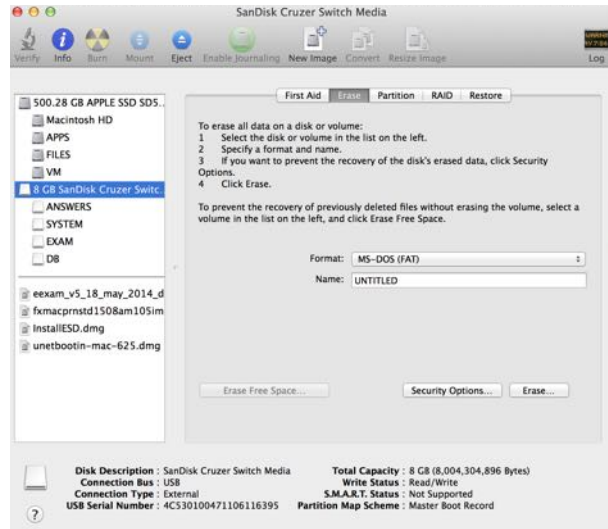 SanDisk Cruzer Switch Media
Verify Info Burn Mount Eject Enable Journaling New Image Convert Resize Image Log
500.28 GB APPLE SSD SD5..
Macintosh HD
APPS
FILES
VM
8 GB SanDisk Cruzer Switc..
ANSWERS
SYSTEM
EXAM
DB
eexam_v5_18_may_2014_d
fxmacprnstd1508am105im
InstallESD.dmg
unetbootin-mac-625.dmg
First Aid Erase Partition RAID Restore
To erase all data on a disk or volume:
1 Select the disk or volume in the list on the left.
2 Specify a format and name.
3 If you want to prevent the recovery of the disk's erased data, click Security
Options.
4 Click Erase.
To prevent the recovery of previously deleted files without erasing the volume, select a
volume in the list on the left, and click Erase Free Space.
Format: MS-DOS (FAT)
Name: UNTITLED
Erase Free Space... Security Options... Erase...
Disk Description : SanDisk Cruzer Switch Media Total Capacity : 8 GB (8,004,304,896 Bytes)
Connection Bus : USB Write Status : Read/Write
Connection Type : External S.M.A.R.T. Status : Not Supported
USB Serial Number : 4C530100471106116395 Partition Map Scheme : Master Boot Record
?